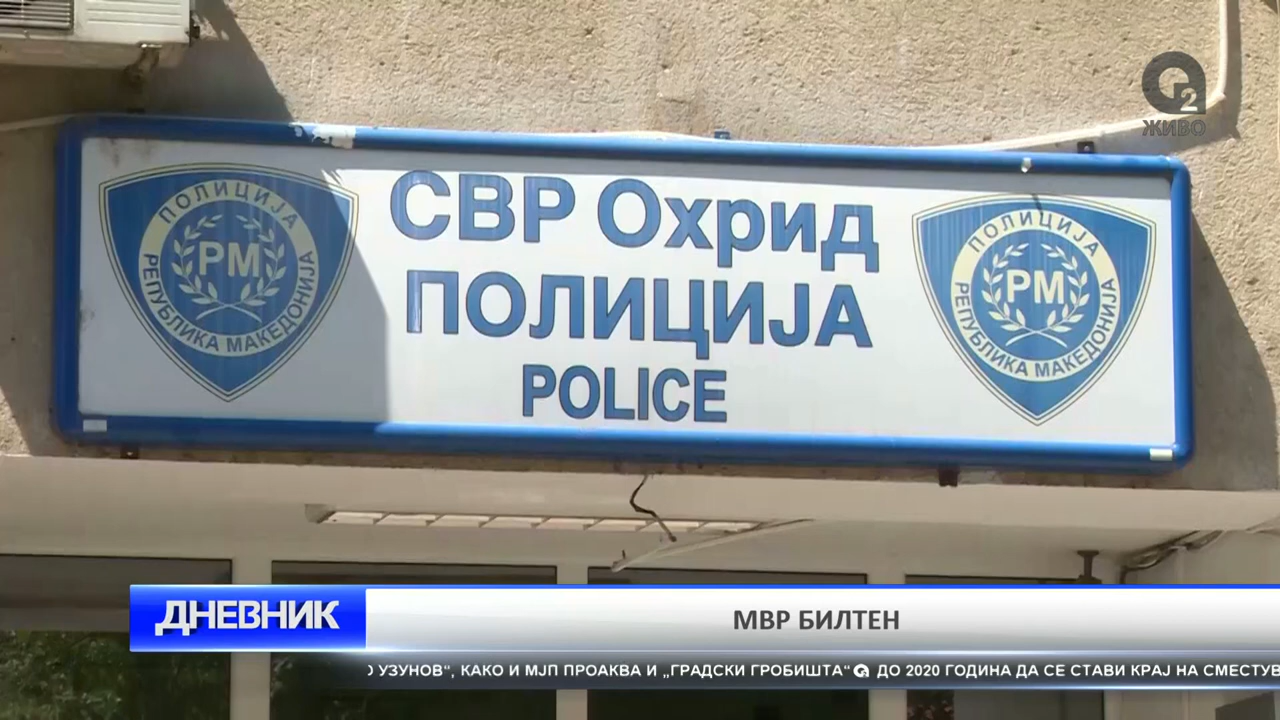 2
ЖИВО
СВР Охрид
ПОЛИЦИЈА
POLICE
ПОЛИЦИЈА
РМ
РЕПУБЛИКА МАКЕДОНИЈА
ПОЛИЦИЈА
РМ
РЕПУБЛИКА МАКЕДОНИЈА
ДНЕВНИК
МВР БИЛТЕН
УЗУНОВ“, КАКО И МЈП ПРОАКВА И „ГРАДСКИ ГРОБИШТА“ ДО 2020 ГОДИНА ДА СЕ СТАВИ КРАЈ НА СМЕСТУВ